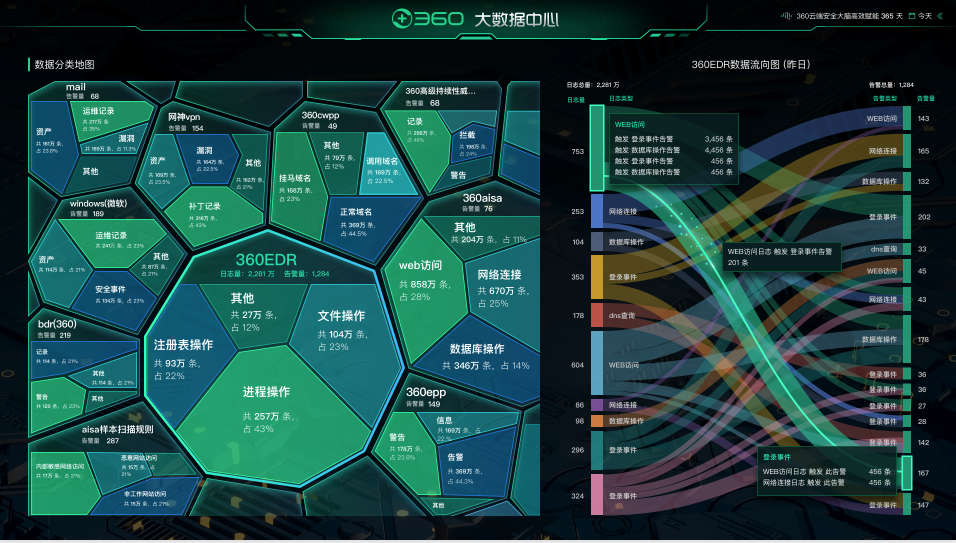 360 大数据中心
360云端安全大脑高效赋能 365 天 今天
数据分类地图
mail
告警量 68
资产
共 161万 条,
占 23.8%
运维记录
共 217万 条
占 35%
漏洞
共 169万 条, 占 11.3%
其他
网神vpn
告警量 154
资产
共 169万 条
占 23.5%
漏洞
共 164万 条
占 22.5%
其他
共 162万 条
占 21%
补丁记录
共 316万 条
占 43%
360cwpp
告警量 49
挂马域名
共 168万 条
占 23%
其他
共 79万 条
占 12%
调用域名
共 169万 条
占 22.5%
正常域名
共 369万 条
占 44.5%
360高级持续性威...
告警量 68
记录
共 298万 条
占 48%
拦截
共 198万 条
占 24%
警告
windows(微软)
告警量 189
运维记录
共 241万 条, 占 23%
资产
共 114万 条, 占 21%
其他
共 87万 条
占 21%
安全事件
共 134万 条, 占 23%
360aisa
告警量 76
其他
共 204万 条, 占 11%
web访问
共 858万 条
占 28%
网络连接
共 670万 条
占 25%
数据库操作
共 346万 条, 占 14%
360EDR
日志量: 2,281 万 告警量: 1,284
其他
共 27万 条,
占 12%
文件操作
共 104万 条,
占 23%
注册表操作
共 93万 条,
占 22%
进程操作
共 257万 条,
占 43%
bdr(360)
告警量 219
记录
共 114 条, 占 21%
其他
共 114 条, 占 21%
警告
共 120 条, 占 23%
其他
aisa样本扫描规则
告警量 287
内部敏感网络访问
共 17万 条, 占 21%
恶意网站访问
共 15万 条, 占
21%
非工作网站访问
共 15万 条, 占 21%
360epp
告警量 149
警告
共 178万 条,
占 23.8%
信息
共 169万 条, 占
22.%
告警
共 369万 条,
占 44.3%
其他
360EDR数据流向图 (昨日)
日志总量: 2,281 万
告警总量: 1,284
日志量 日志类型
告警类型 告警量
753
WEB访问
触发 登录事件告警 3,456 条
触发 数据库操作告警 4,456 条
触发 登录事件告警 456 条
触发 数据库操作告警 456 条
253 网络连接
104 数据库操作
353 登录事件
178 dns查询
604 WEB访问
86 网络连接
98 数据库操作
296 登录事件
324 登录事件
WEB访问日志 触发 登录事件告警
201 条
WEB访问 143
网络连接 165
数据库操作 132
登录事件 202
dns查询 33
WEB访问 45
网络连接 43
数据库操作 178
登录事件 36
登录事件 36
登录事件 27
登录事件 28
登录事件 142
167
登录事件
WEB访问日志 触发 此告警 456 条
网络连接日志 触发 此告警 456 条
登录事件 147